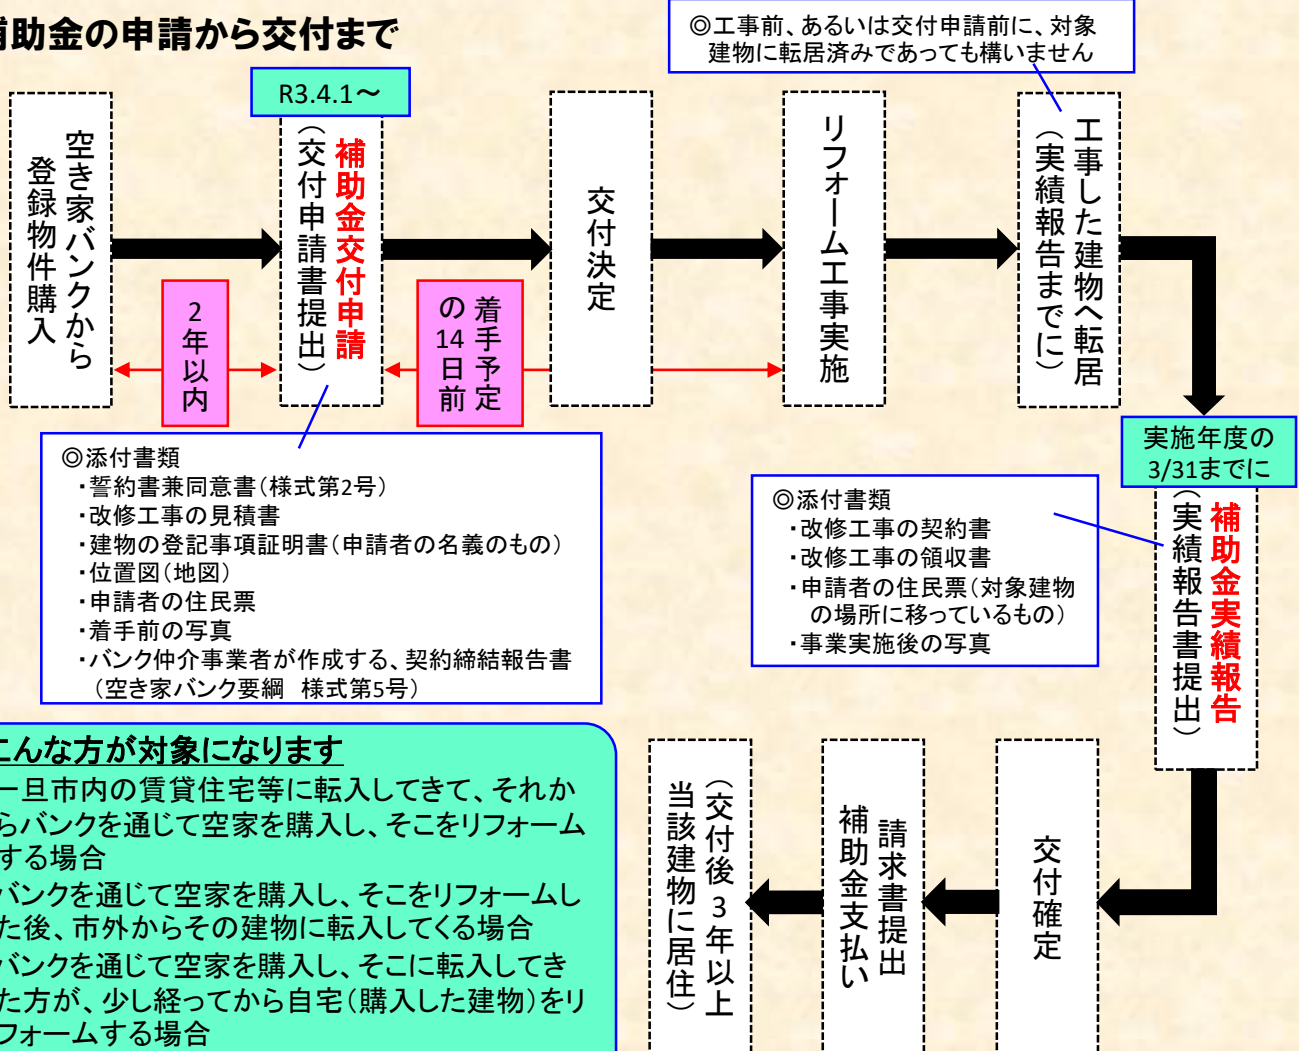 補助金の申請から交付まで
◎工事前、あるいは交付申請前に、対象
建物に転居済みであっても構いません
空き家バンクから
登録物件購入
2年以内
R3.4.1～
補助金交付申請
（交付申請書提出）
着手予定
の14日前
交付決定
リフォーム工事実施
工事した建物へ転居
（実績報告までに）
◎添付書類
・誓約書兼同意書（様式第2号）
・改修工事の見積書
・建物の登記事項証明書（申請者の名義のもの）
・位置図（地図）
・申請者の住民票
・着手前の写真
・バンク仲介事業者が作成する、契約締結報告書
（空き家バンク要綱　様式第5号）
実施年度の
3/31までに
補助金実績報告
（実績報告書提出）
◎添付書類
・改修工事の契約書
・改修工事の領収書
・申請者の住民票（対象建物
の場所に移っているもの）
・事業実施後の写真
交付確定
請求書提出
補助金支払い
（交付後3年以上
当該建物に居住）
こんな方が対象になります
一旦市内の賃貸住宅等に転入してきて、それか
らバンクを通じて空家を購入し、そこをリフォーム
する場合
バンクを通じて空家を購入し、そこをリフォームし
た後、市外からその建物に転入してくる場合
バンクを通じて空家を購入し、そこに転入してき
た方が、少し経ってから自宅（購入した建物）をリ
フォームする場合